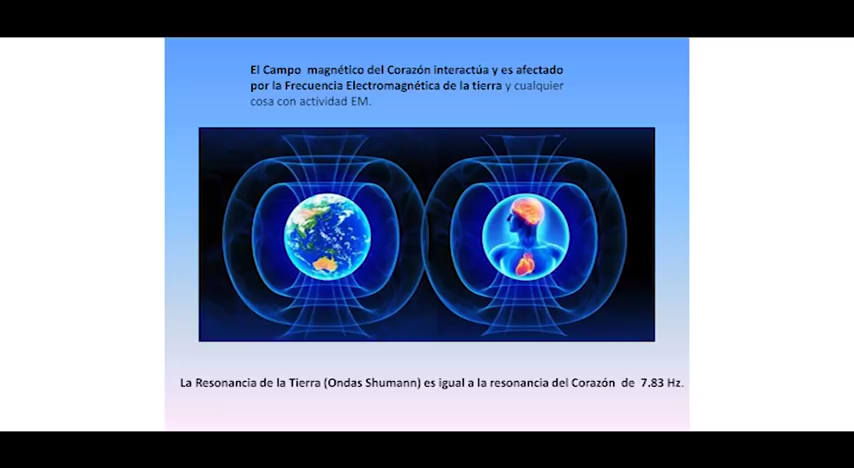 El Campo magnético del Corazón interactúa y es afectado
por la Frecuencia Electromagnética de la tierra y cualquier
cosa con actividad EM.
La Resonancia de la Tierra (Ondas Shumann) es igual a la resonancia del Corazón de 7.83 Hz.